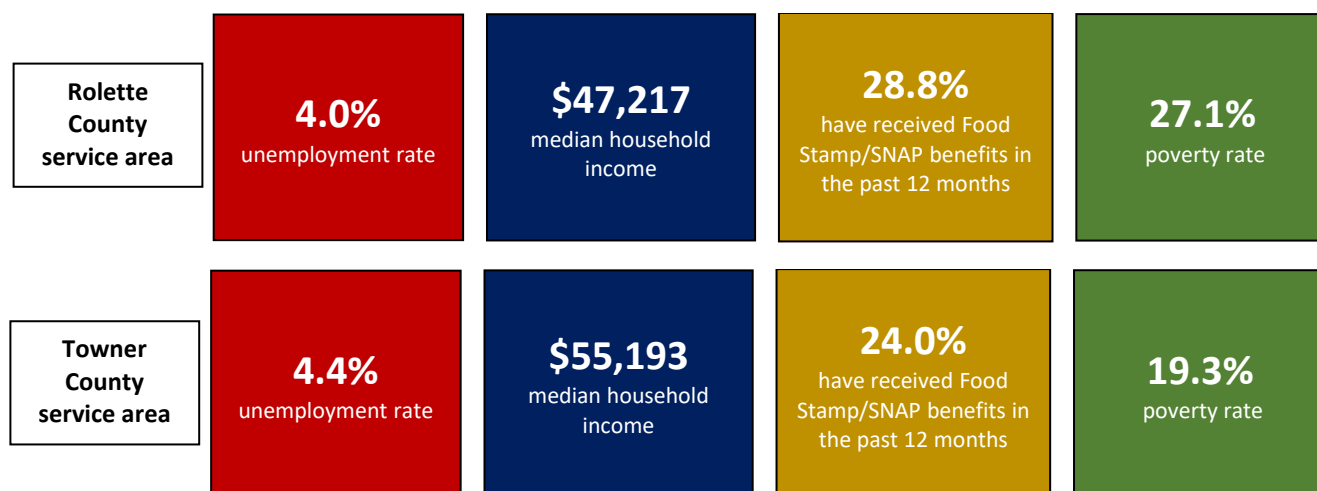 Rolette
County
service area
4.0%
unemployment rate
$47,217
median household
income
28.8%
have received Food
Stamp/SNAP benefits in
the past 12 months
27.1%
poverty rate
Towner
County
service area
4.4%
unemployment rate
$55,193
median household
income
24.0%
have received Food
Stamp/SNAP benefits in
the past 12 months
19.3%
poverty rate